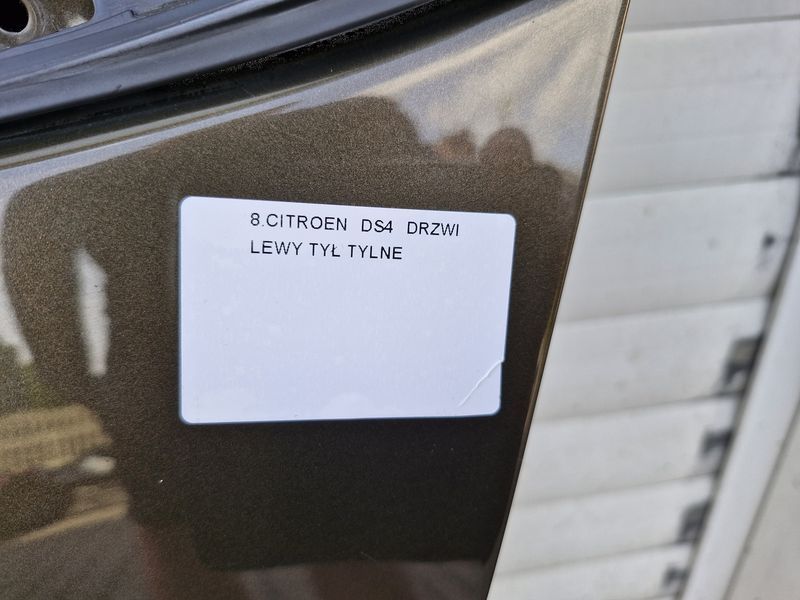 8.CITROEN DS4 DRZWI
LEWY TYŁ TYLNE